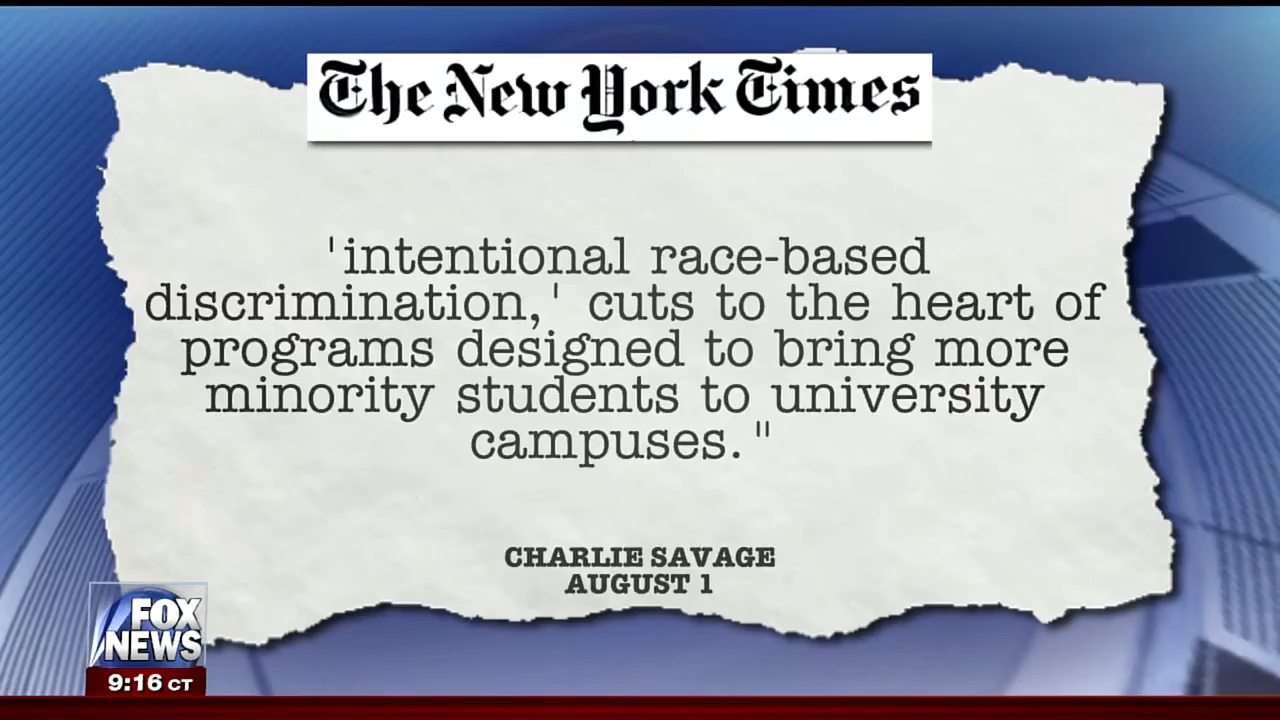 The New York Times
'intentional race-based
discrimination,' cuts to the heart of
programs designed to bring more
minority students to university
campuses."
CHARLIE SAVAGE
AUGUST 1
FOX
NEWS
9:16 CT